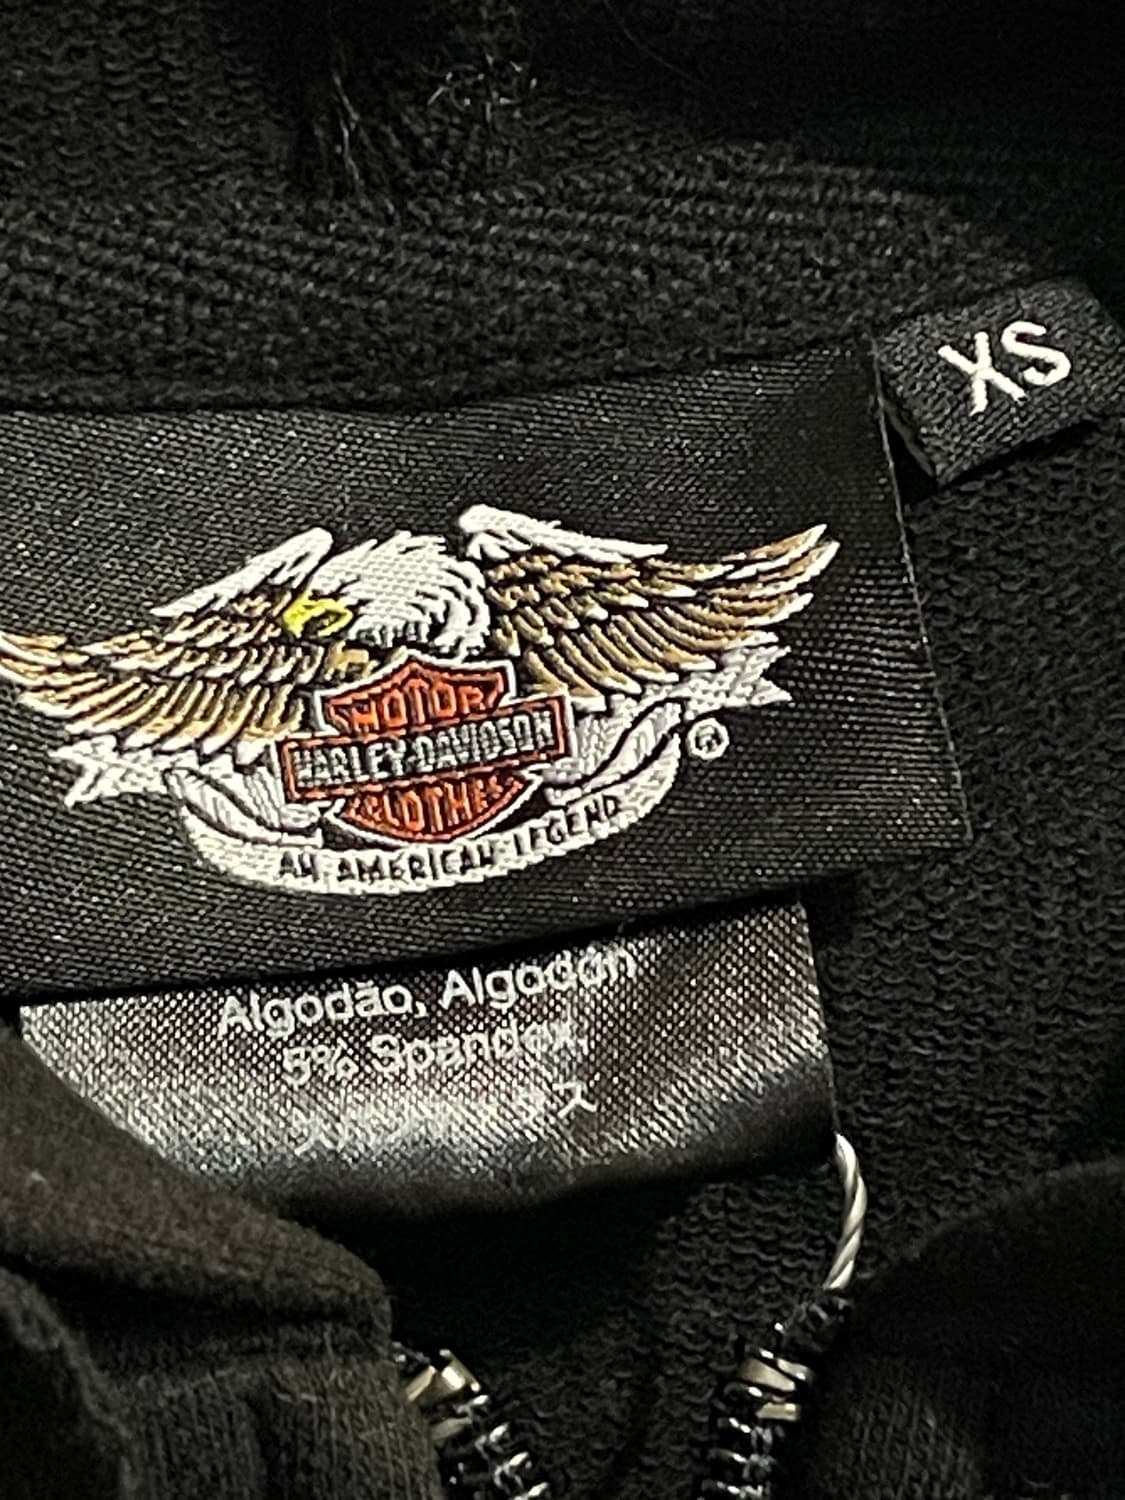 XS
MOTOR
HARLEY-DAVIDSON
CLOTHES
®
AN AMERICAN LEGEND
Algodão, Algodón
5% Spandex,